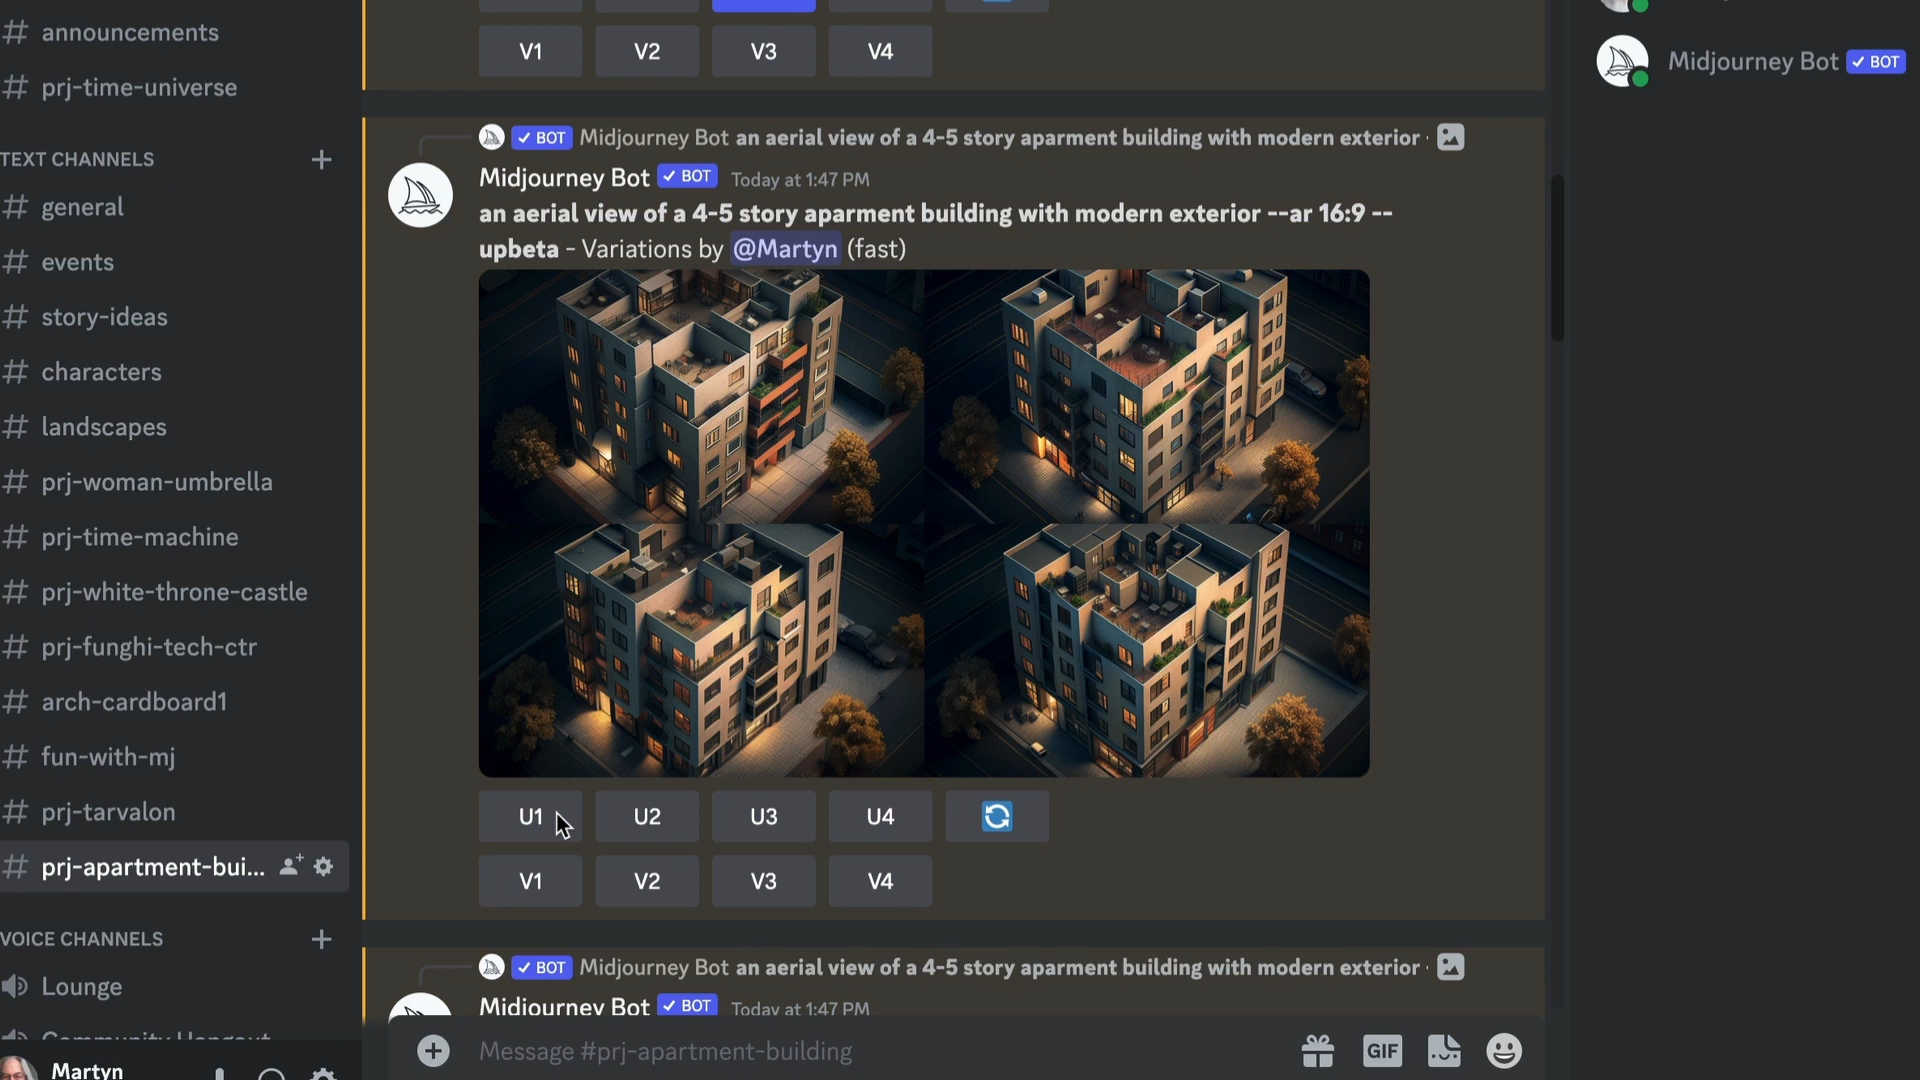 announcements
prj-time-universe
TEXT CHANNELS
general
events
story-ideas
characters
landscapes
prj-woman-umbrella
prj-time-machine
prj-white-throne-castle
prj-funghi-tech-ctr
arch-cardboard1
fun-with-mj
prj-tarvalon
prj-apartment-bui...
VOICE CHANNELS
Lounge
Community Hangout
Martyn
V1 V2 V3 V4
BOT Midjourney Bot an aerial view of a 4-5 story aparment building with modern exterior
Midjourney Bot BOT Today at 1:47 PM
an aerial view of a 4-5 story aparment building with modern exterior --ar 16:9 --
upbeta - Variations by @Martyn (fast)
U1 U2 U3 U4
V1 V2 V3 V4
BOT Midjourney Bot an aerial view of a 4-5 story aparment building with modern exterior
Midjourney Bot BOT Today at 1:47 PM
Message #prj-apartment-building
GIF
Midjourney Bot BOT